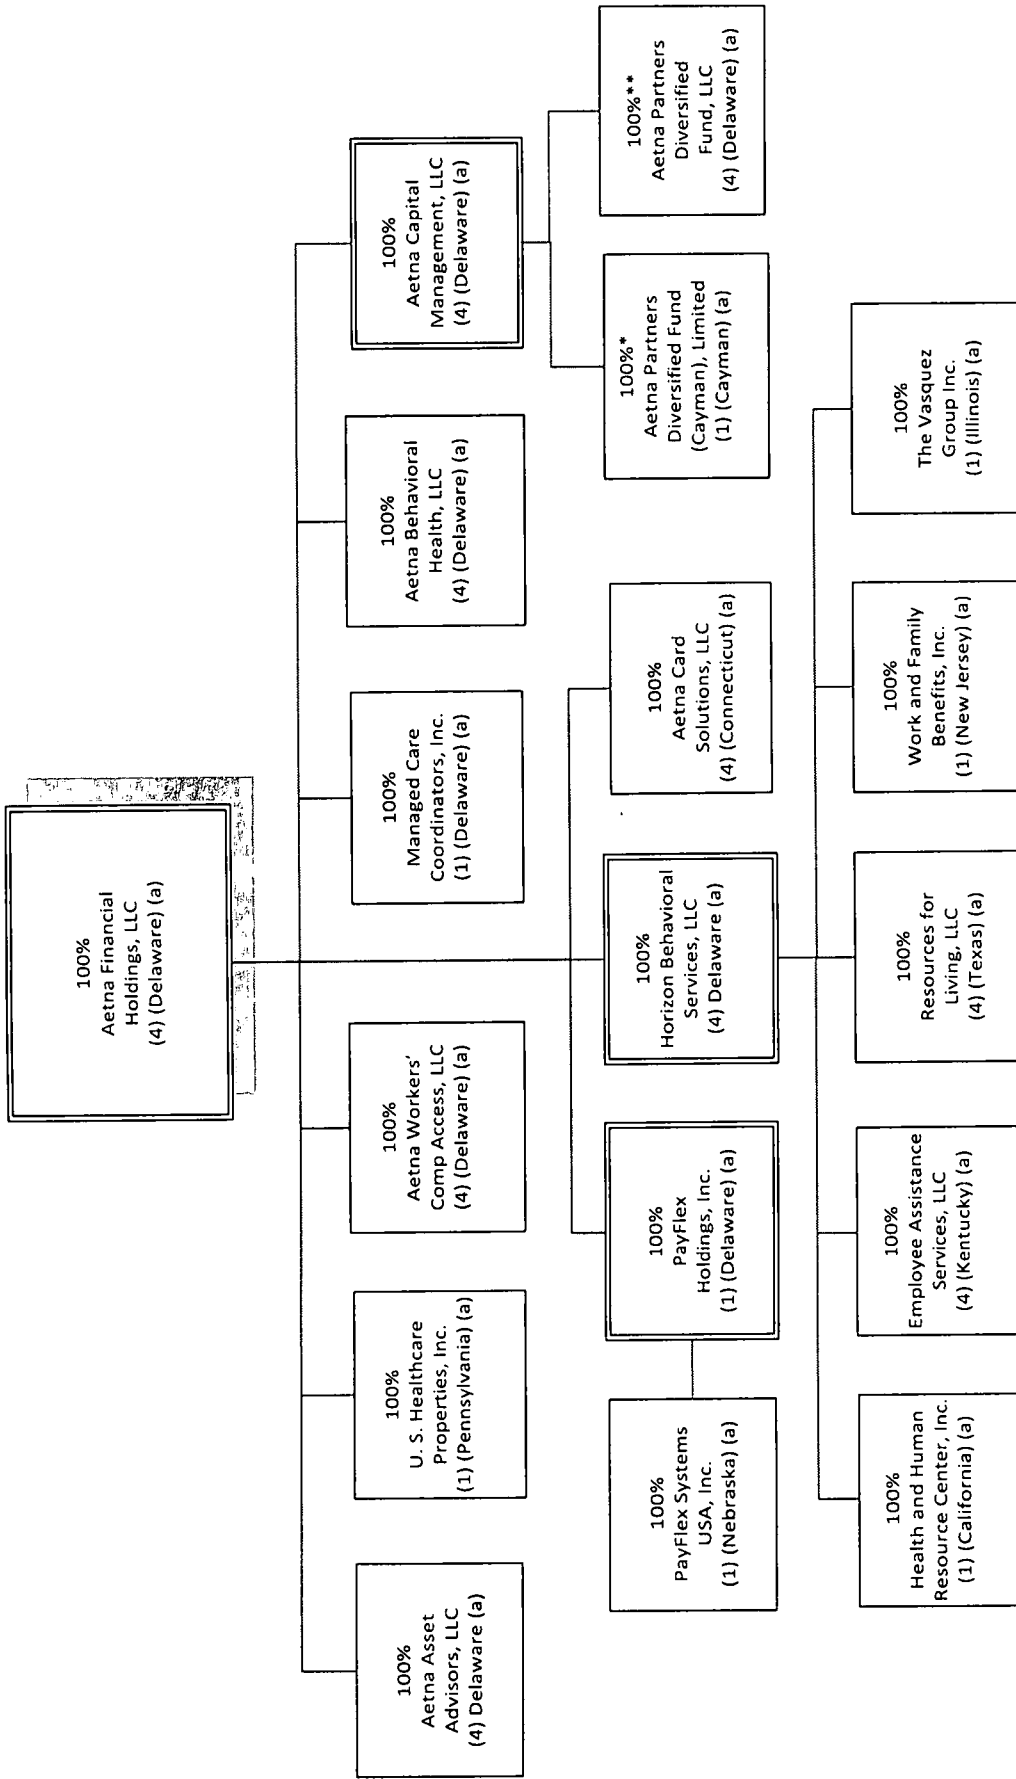 100%
Aetna Financial
Holdings, LLC
(4) (Delaware) (a)
100%
Aetna Asset
Advisors, LLC
(4) Delaware (a)
100%
U. S. Healthcare
Properties, Inc.
(1) (Pennsylvania) (a)
100%
Aetna Workers'
Comp Access, LLC
(4) (Delaware) (a)
100%
Managed Care
Coordinators, Inc.
(1) (Delaware) (a)
100%
Aetna Behavioral
Health, LLC
(4) (Delaware) (a)
100%
Aetna Capital
Management, LLC
(4) (Delaware) (a)
100%
PayFlex Systems
USA, Inc.
(1) (Nebraska) (a)
100%
PayFlex
Holdings, Inc.
(1) (Delaware) (a)
100%
Horizon Behavioral
Services, LLC
(4) Delaware (a)
100%
Aetna Card
Solutions, LLC
(4) (Connecticut) (a)
100%*
Aetna Partners
Diversified Fund
(Cayman), Limited
(1) (Cayman) (a)
100%**
Aetna Partners
Diversified
Fund, LLC
(4) (Delaware) (a)
100%
Health and Human
Resource Center, Inc.
(1) (California) (a)
100%
Employee Assistance
Services, LLC
(4) (Kentucky) (a)
100%
Resources for
Living, LLC
(4) (Texas) (a)
100%
Work and Family
Benefits, Inc.
(1) (New Jersey) (a)
100%
The Vasquez
Group Inc.
(1) (Illinois) (a)